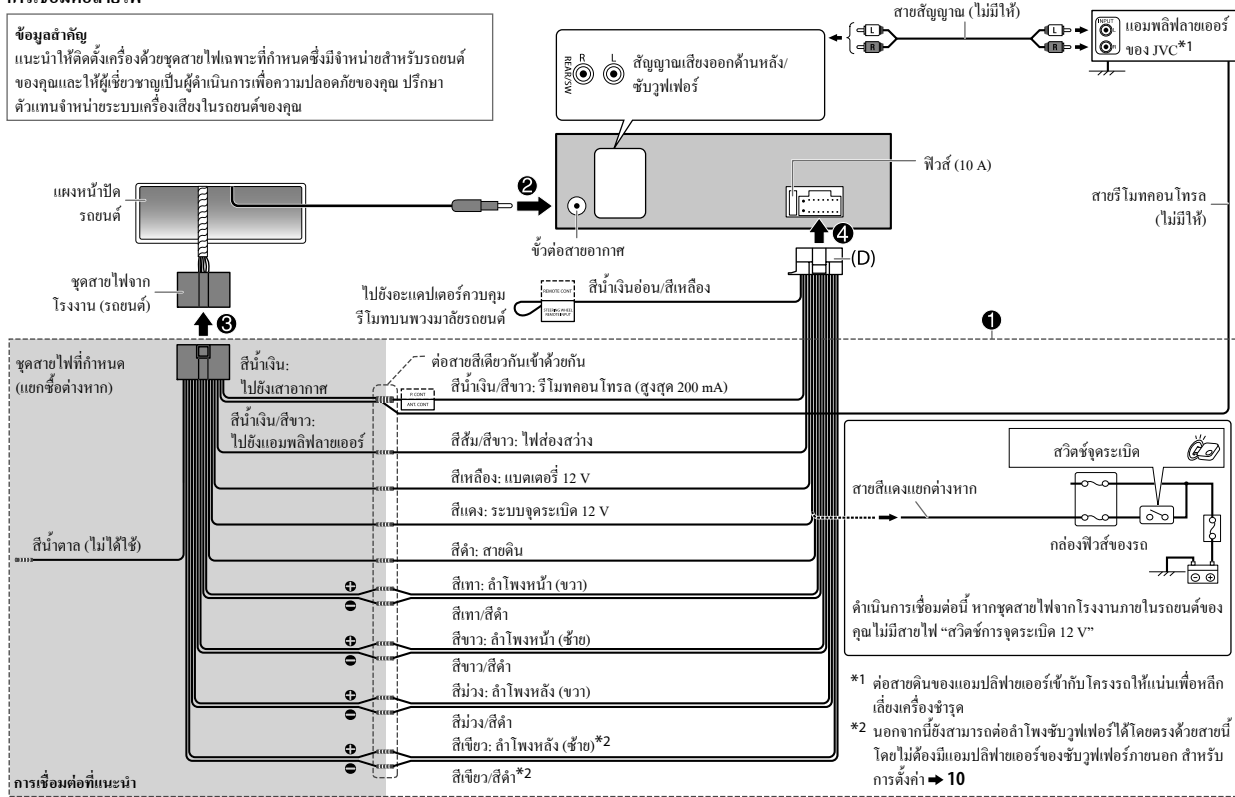 ข้อมูลสำคัญ
แนะนำให้ติดตั้งเครื่องด้วยชุดสายไฟเฉพาะที่กำหนดซึ่งมีจำหน่ายสำหรับรถยนต์
ของคุณและให้ผู้เชี่ยวชาญเป็นผู้ดำเนินการเพื่อความปลอดภัยของคุณ ปรึกษา
ตัวแทนจำหน่ายระบบเครื่องเสียงในรถยนต์ของคุณ
สายสัญญาณ (ไม่มีให้)
L
R
L
R
INPUT
L
R
แอมพลิฟลายเออร์
ของ JVC*1
REAR/SW
R
L
สัญญาณเสียงออกด้านหลัง/
ซับวูฟเฟอร์
ฟิวส์ (10 A)
แผงหน้าปัด
รถยนต์
2
ขั้วต่อสายอากาศ
4
(D)
สายรีโมทคอนโทรล
(ไม่มีให้)
ชุดสายไฟจาก
โรงงาน (รถยนต์)
3
ไปยังอะแดปเตอร์ควบคุม
รีโมทบนพวงมาลัยรถยนต์
REMOTE CONT
STEERING WHEEL
REMOTE INPUT
สีน้ำเงินอ่อน/สีเหลือง
1
ชุดสายไฟที่กำหนด
(แยกซื้อต่างหาก)
สีน้ำเงิน:
ไปยังเสาอากาศ
ต่อสายสีเดียวกันเข้าด้วยกัน
P. CONT
ANT. CONT
สีน้ำเงิน/สีขาว: รีโมทคอนโทรล (สูงสุด 200 mA)
สีน้ำเงิน/สีขาว:
ไปยังแอมพลิฟลายเออร์
สีส้ม/สีขาว: ไฟส่องสว่าง
สีเหลือง: แบตเตอรี่ 12 V
สีแดง: ระบบจุดระเบิด 12 V
สีน้ำตาล (ไม่ได้ใช้)
สีดำ: สายดิน
สีเทา: ลำโพงหน้า (ขวา)
สีเทา/สีดำ
สีขาว: ลำโพงหน้า (ซ้าย)
สีขาว/สีดำ
สีม่วง: ลำโพงหลัง (ขวา)
สีม่วง/สีดำ
สีเขียว: ลำโพงหลัง (ซ้าย)*2
สีเขียว/สีดำ*2
การเชื่อมต่อที่แนะนำ
สวิตช์จุดระเบิด
สายสีแดงแยกต่างหาก
กล่องฟิวส์ของรถ
ดำเนินการเชื่อมต่อนี้ หากชุดสายไฟจากโรงงานภายในรถยนต์ของ
คุณไม่มีสายไฟ “สวิตช์การจุดระเบิด 12 V”
*1 ต่อสายดินของแอมปลิฟายเออร์เข้ากับโครงรถให้แน่นเพื่อหลีก
เลี่ยงเครื่องชำรุด
*2 นอกจากนี้ยังสามารถต่อลำโพงซับวูฟเฟอร์ได้โดยตรงด้วยสายนี้
โดยไม่ต้องมีแอมปลิฟายเออร์ของซับวูฟเฟอร์ภายนอก สำหรับ
การตั้งค่า ➡ 10